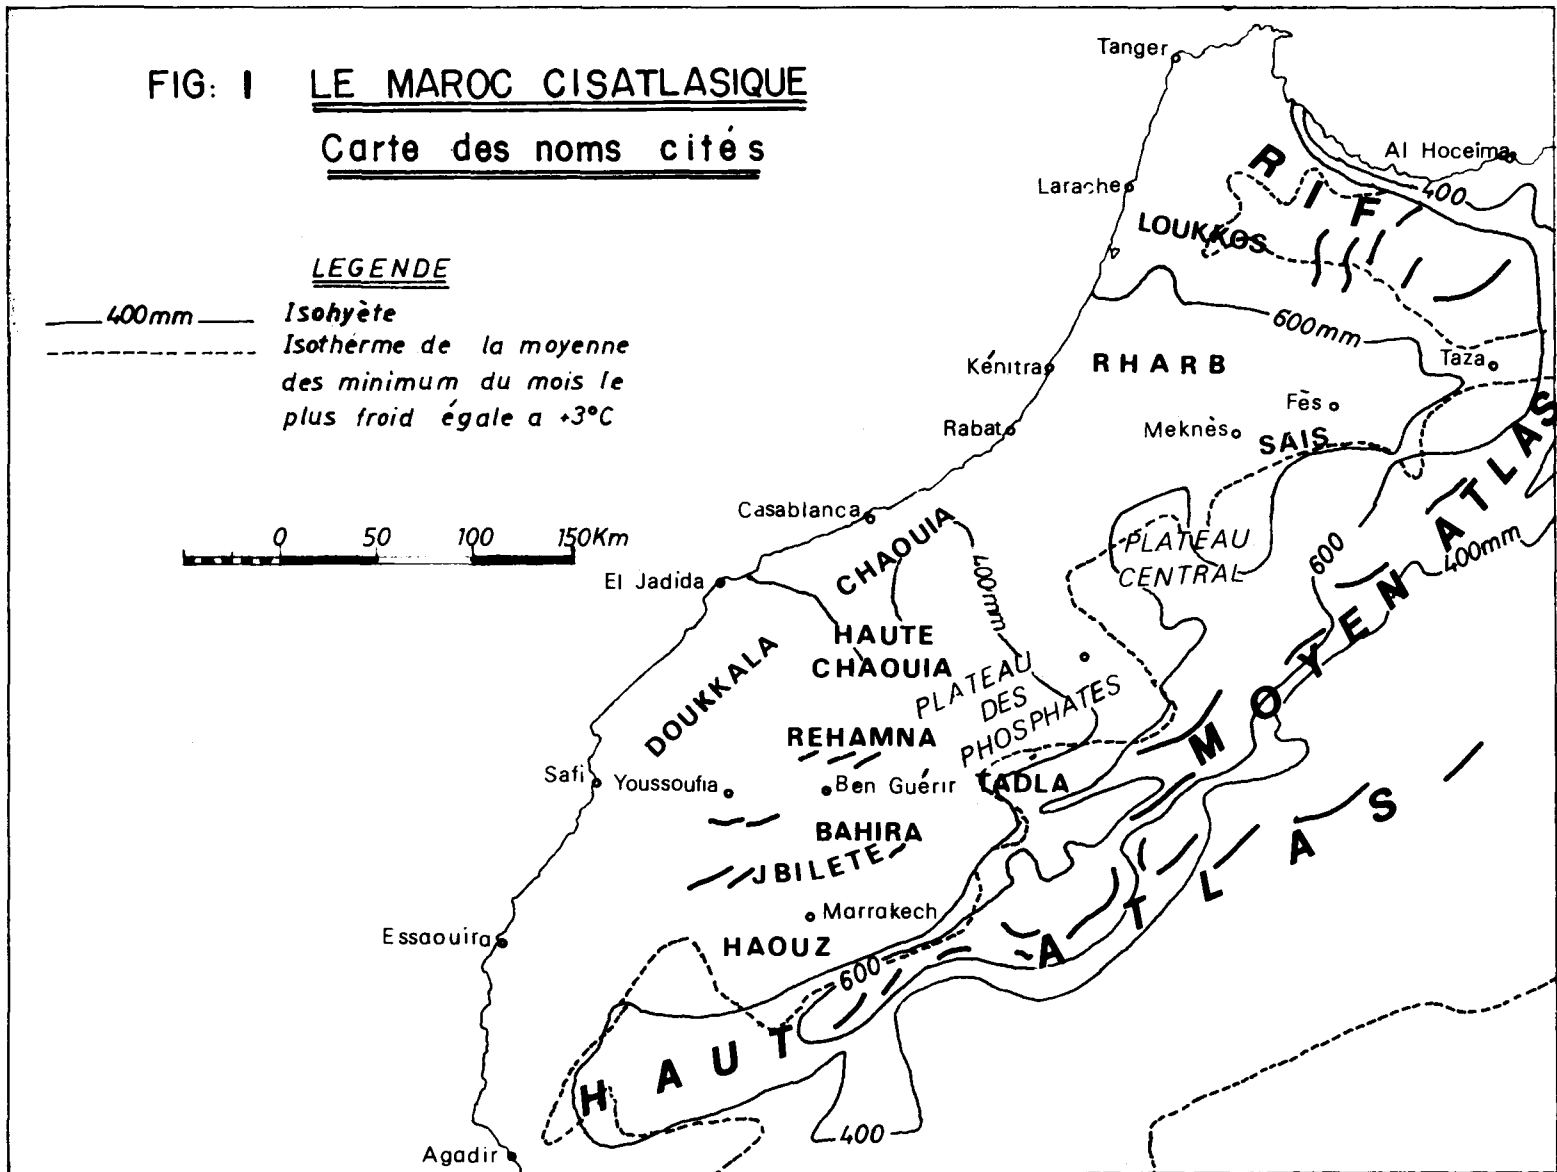 FIG: I LE MAROC CISATLASIQUE
Carte des noms cités
LEGENDE
400mm Isohyète
Isothérme de la moyenne
des minimum du mois le
plus froid égale a +3°C
0 50 100 150Km
Tanger
Al Hoceima
400
RIF
Larache
LOUKKOS
600mm
Taza
Kénitra
RHARB
Fès
Rabat
Meknès
SAIS
Casablanca
CHAOUIA
400mm
PLATEAU
CENTRAL
600
400mm
MOYEN ATLAS
El Jadida
HAUTE
CHAOUIA
DOUKKALA
PLATEAU
DES
PHOSPHATES
REHAMNA
Safi
Youssoufia
Ben Guérir
TADLA
BAHIRA
JBILETE
Marrakech
Essaouira
HAOUZ
600
HAUT ATLAS
400
Agadir